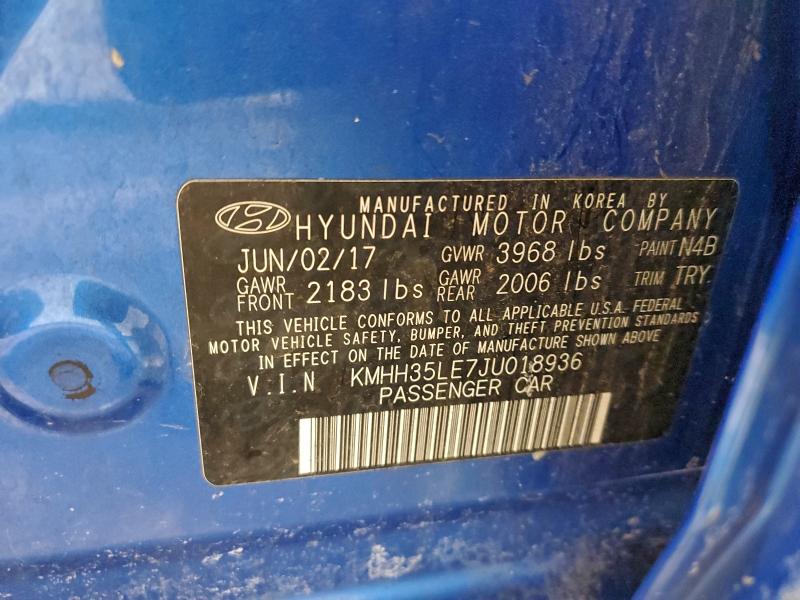 MANUFACTURED IN KOREA BY
HYUNDAI MOTOR COMPANY
JUN/02/17 GVWR 3968 lbs PAINT N4B
GAWR FRONT 2183 lbs GAWR REAR 2006 lbs TRIM TRY
THIS VEHICLE CONFORMS TO ALL APPLICABLE U.S.A. FEDERAL
MOTOR VEHICLE SAFETY, BUMPER, AND THEFT PREVENTION STANDARDS
IN EFFECT ON THE DATE OF MANUFACTURE SHOWN ABOVE
V.I.N KMHH35LE7JU018936
PASSENGER CAR